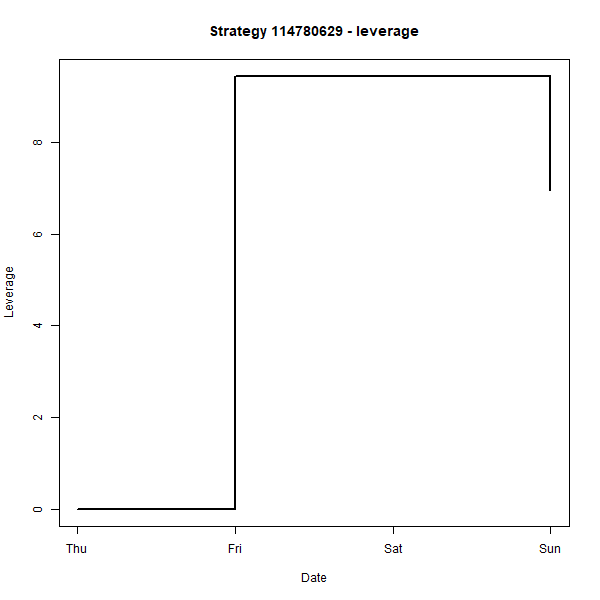 Strategy 114780629 - leverage
8
6
4
2
0
Leverage
Thu Fri Sat Sun
Date